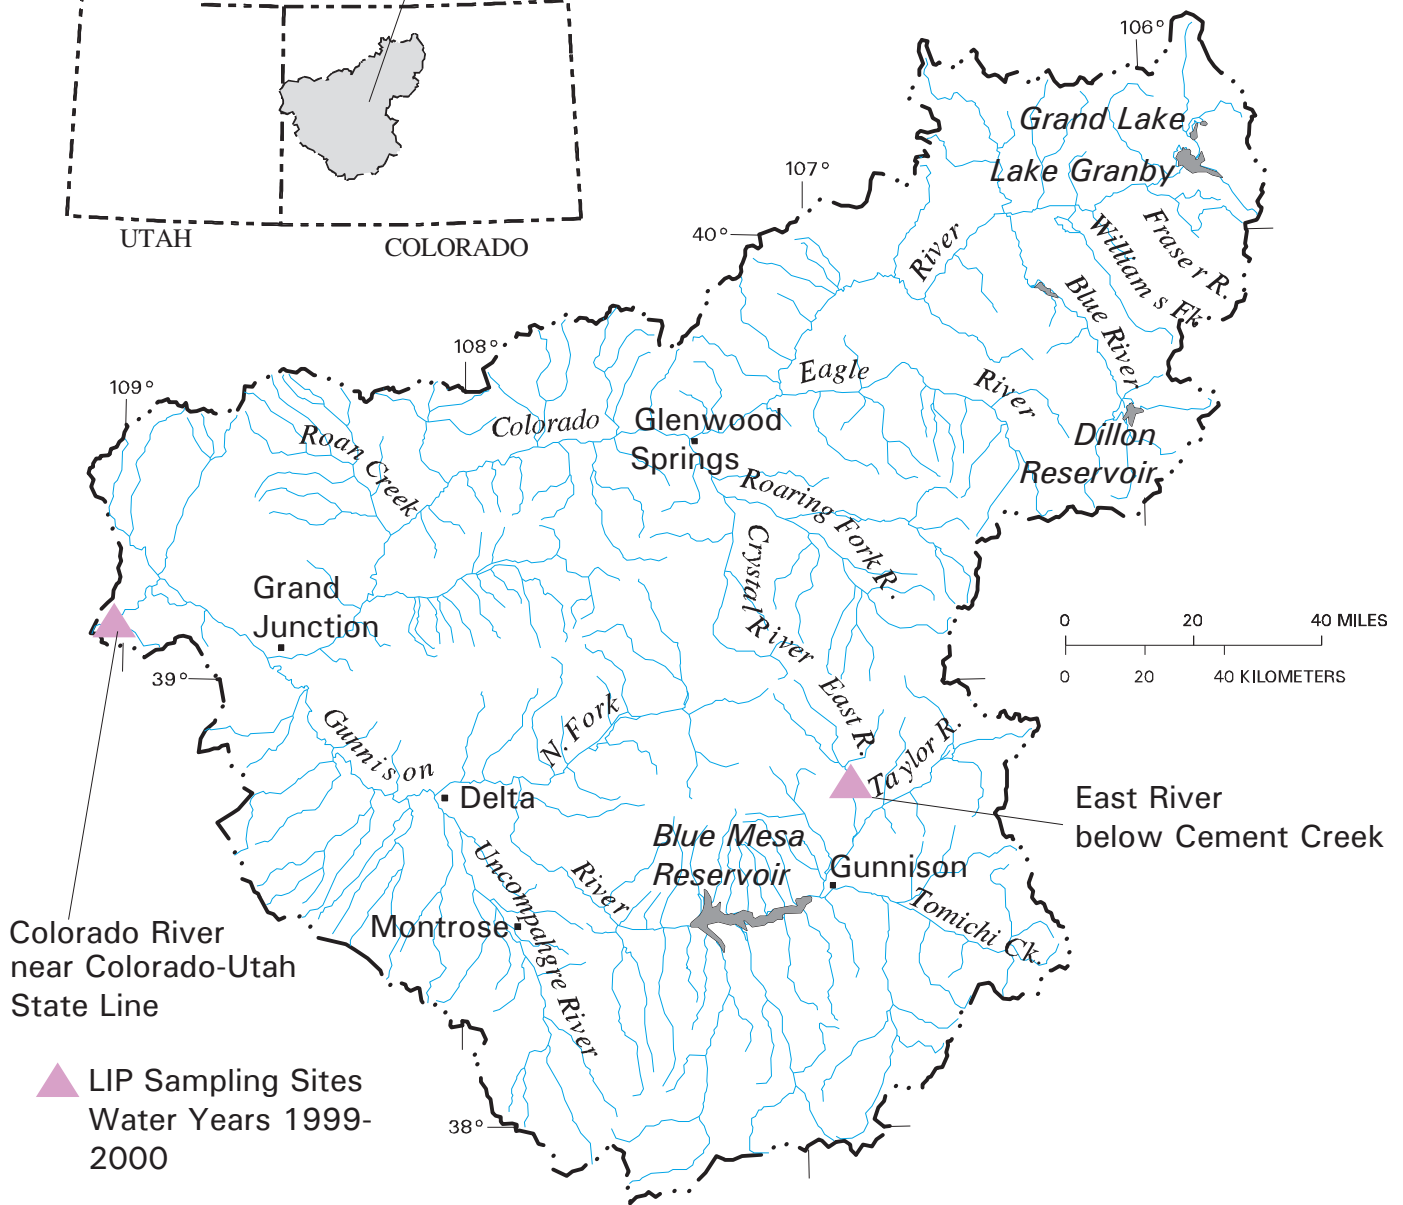 UTAH
COLORADO
106°
Grand Lake
Lake Granby
107°
40°
River
Fraser R.
Williams Fk.
Blue River
108°
109°
Eagle
River
Colorado
Glenwood
Springs
Dillon
Reservoir
Roan Creek
Roaring Fork R.
Crystal River
Grand
Junction
0 20 40 MILES
0 20 40 KILOMETERS
39°
East R.
Taylor R.
N. Fork
Gunnison
Delta
East River
below Cement Creek
Blue Mesa
Reservoir
Gunnison
River
Uncompahgre River
Tomichi Ck.
Montrose
Colorado River
near Colorado-Utah
State Line
LIP Sampling Sites
Water Years 1999-
2000
38°